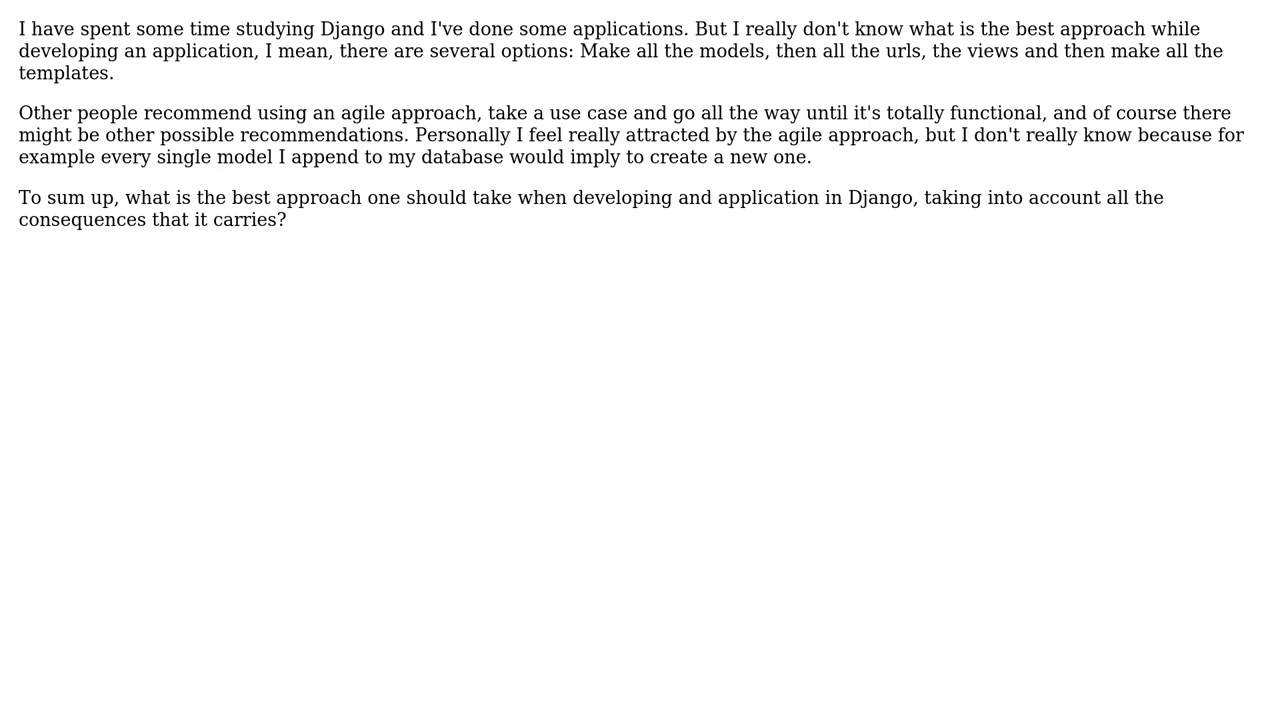 I have spent some time studying Django and I've done some applications. But I really don't know what is the best approach while
developing an application, I mean, there are several options: Make all the models, then all the urls, the views and then make all the
templates.
Other people recommend using an agile approach, take a use case and go all the way until it's totally functional, and of course there
might be other possible recommendations. Personally I feel really attracted by the agile approach, but I don't really know because for
example every single model I append to my database would imply to create a new one.
To sum up, what is the best approach one should take when developing and application in Django, taking into account all the
consequences that it carries?